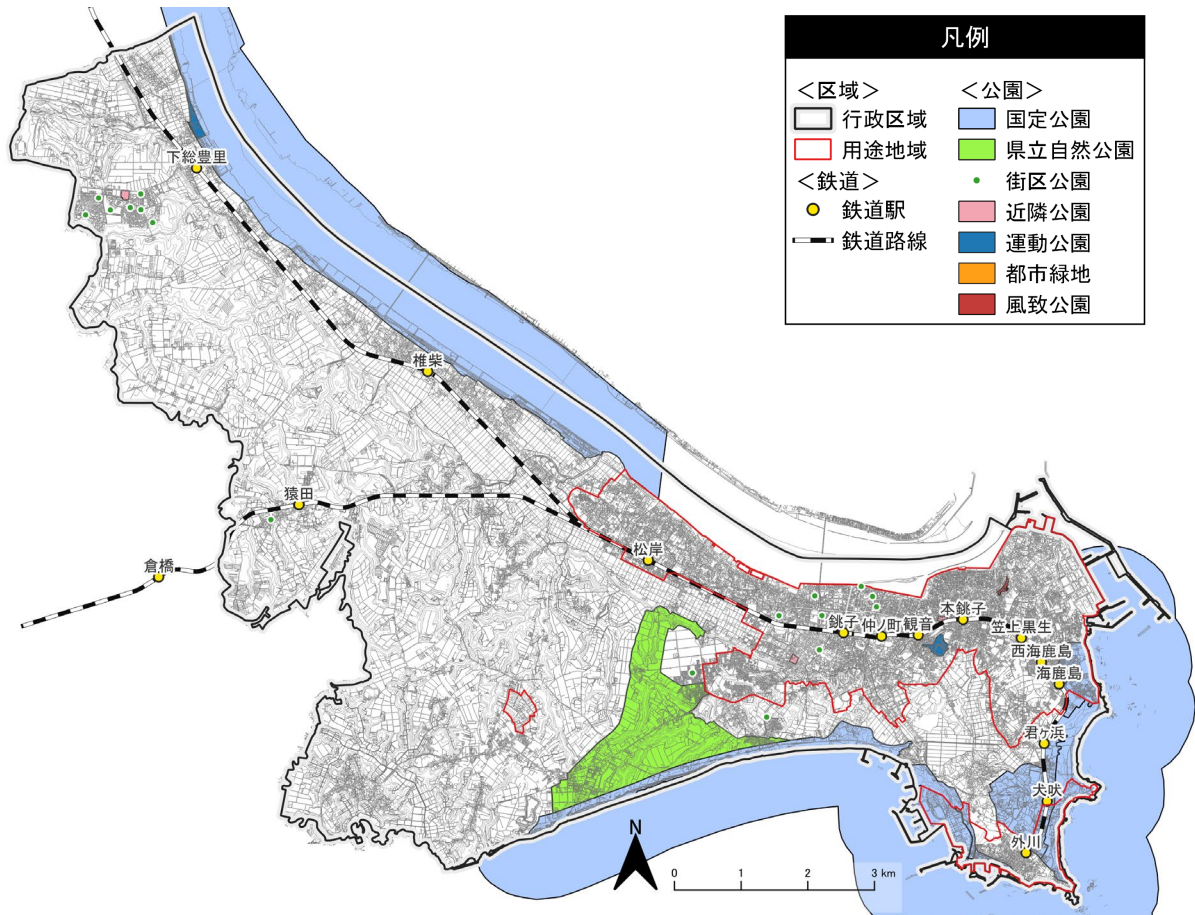 凡例
＜区域＞
行政区域
用途地域
＜鉄道＞
鉄道駅
鉄道路線
＜公園＞
国定公園
県立自然公園
街区公園
近隣公園
運動公園
都市緑地
風致公園
下総豊里
椎柴
猿田
倉橋
松岸
銚子
仲ノ町
観音
本銚子
笠上黒生
西海鹿島
海鹿島
君ヶ浜
犬吠
外川
N
0 1 2 3 km